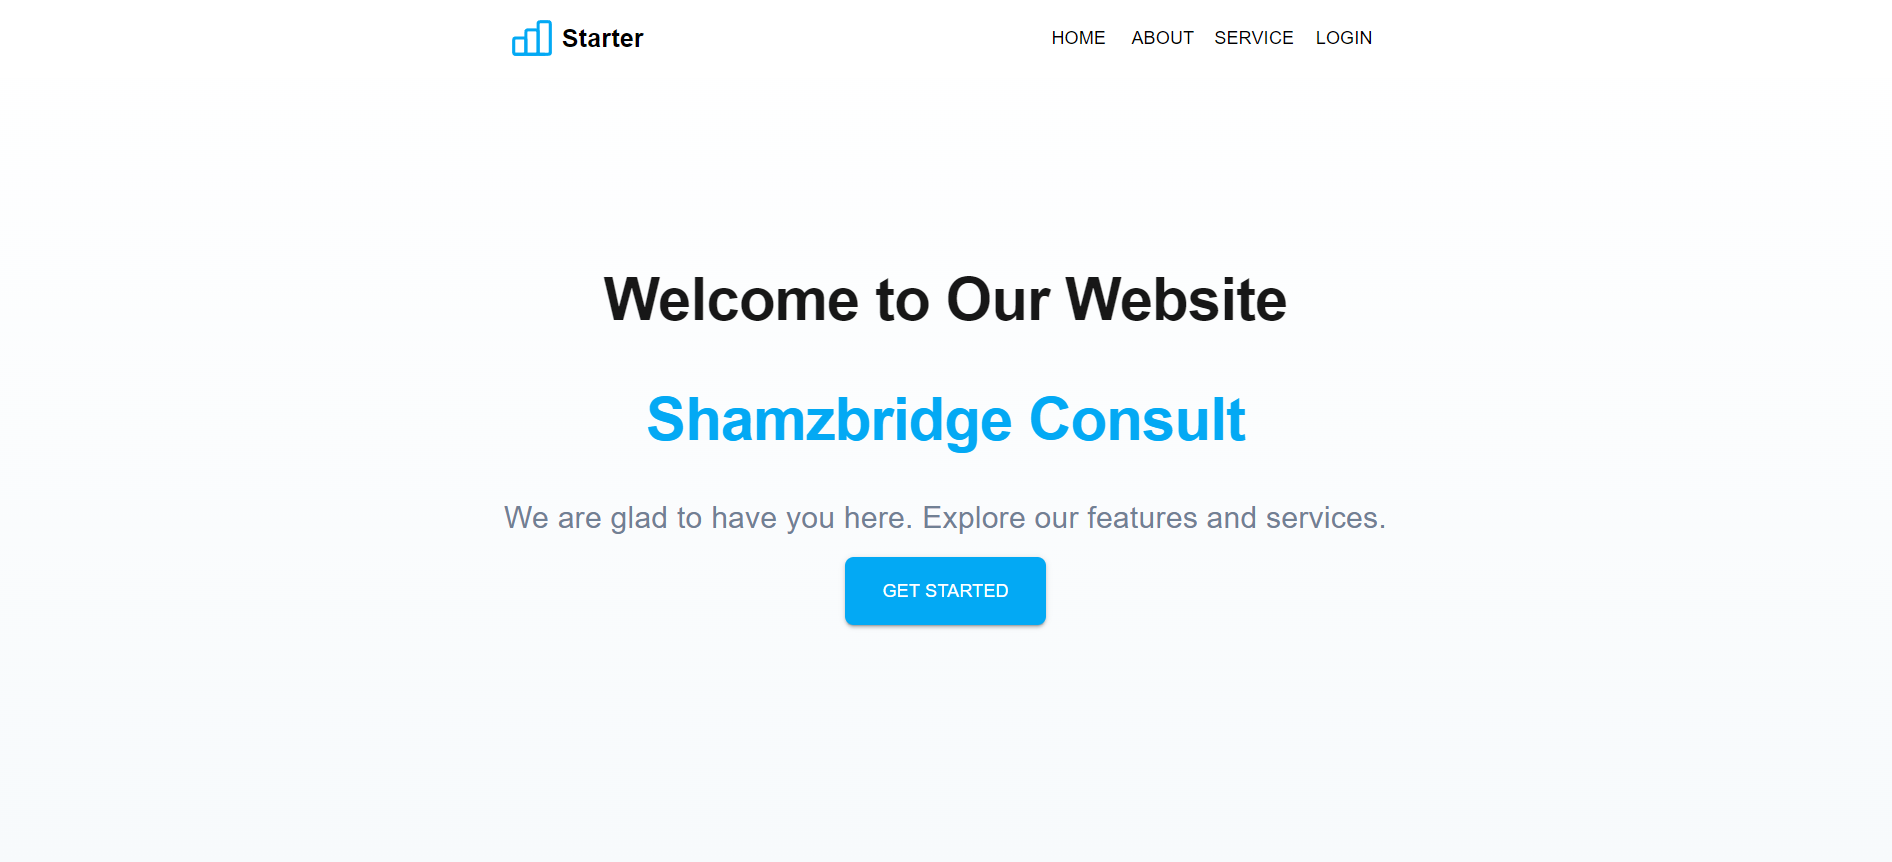 Starter
HOME ABOUT SERVICE LOGIN
Welcome to Our Website
Shamzbridge Consult
We are glad to have you here. Explore our features and services.
GET STARTED